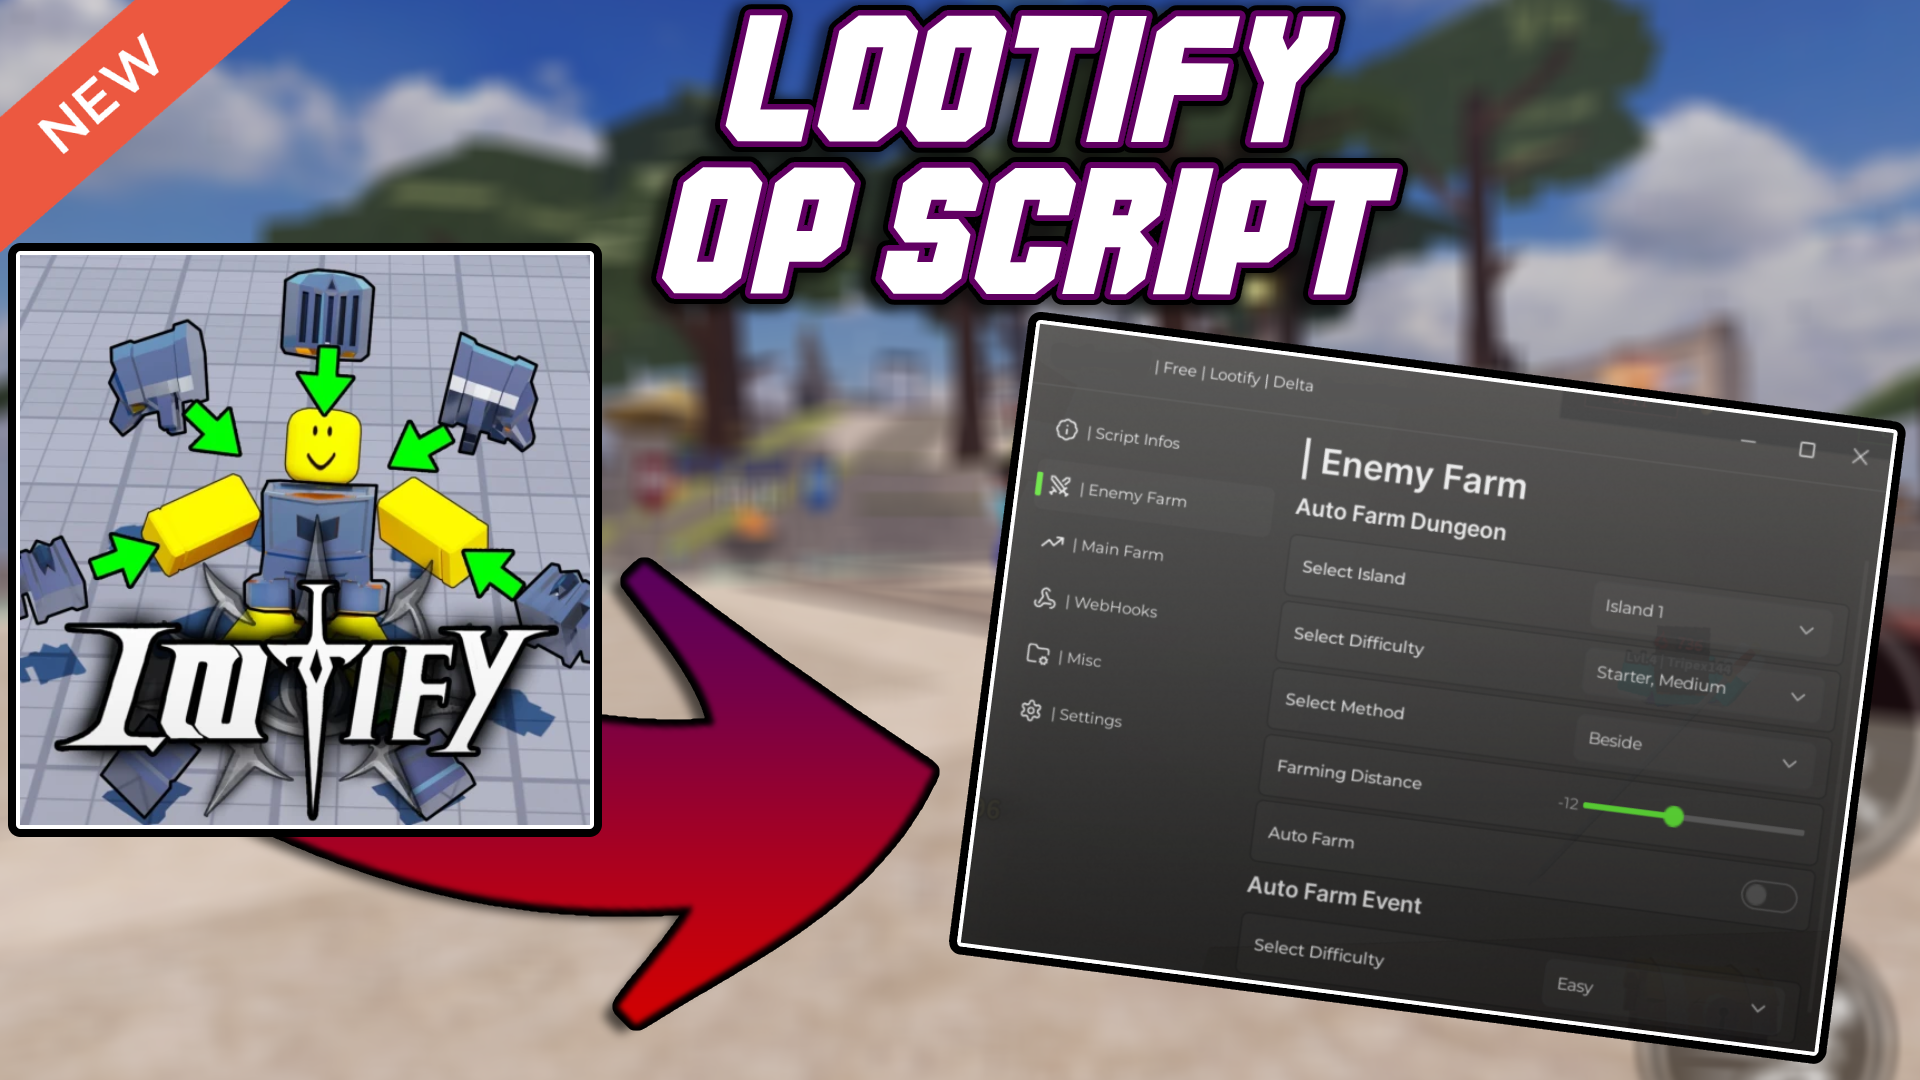 NEW
LOOTIFY
OP SCRIPT
LOOTIFY
| Free | Lootify | Delta
| Script Infos
| Enemy Farm
| Main Farm
| WebHooks
| Misc
| Settings
| Enemy Farm
Auto Farm Dungeon
Select Island
Island 1
Select Difficulty
Starter, Medium
Select Method
Beside
Farming Distance
-12
Auto Farm
Auto Farm Event
Select Difficulty
Easy